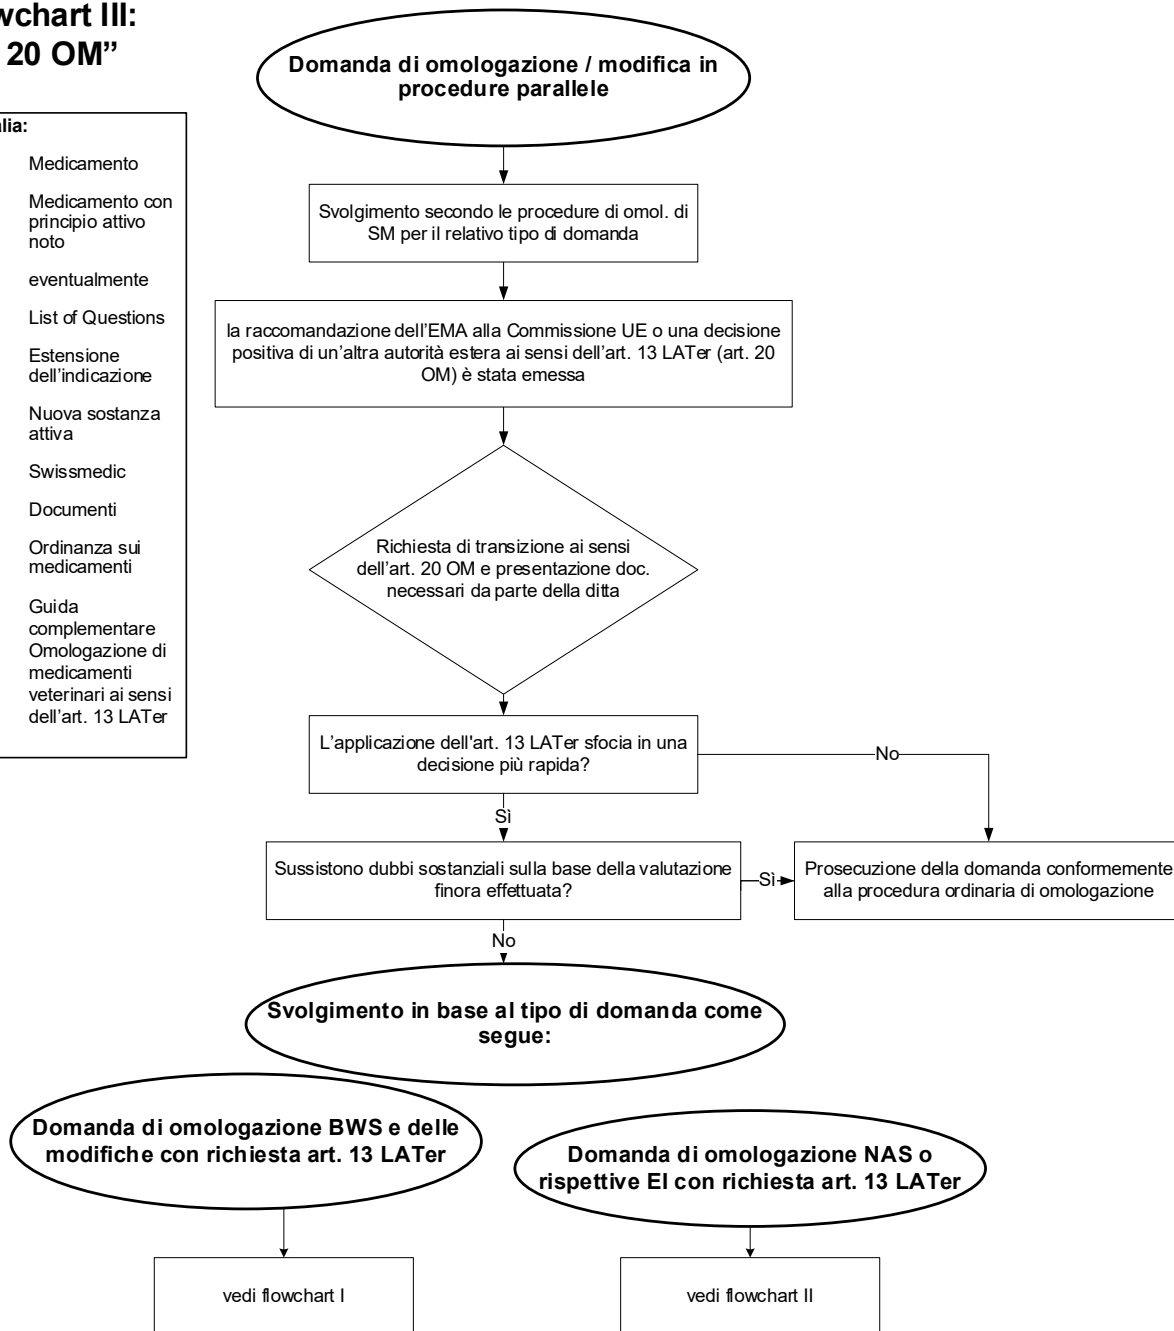 wchart III:
20 OM”
alia:
Medicamento
Medicamento con
principio attivo
noto
eventualmente
List of Questions
Estensione
dell’indicazione
Nuova sostanza
attiva
Swissmedic
Documenti
Ordinanza sui
medicamenti
Guida
complementare
Omologazione di
medicamenti
veterinari ai sensi
dell’art. 13 LATer
Domanda di omologazione / modifica in
procedure parallele
Svolgimento secondo le procedure di omol. di
SM per il relativo tipo di domanda
la raccomandazione dell’EMA alla Commissione UE o una decisione
positiva di un’altra autorità estera ai sensi dell’art. 13 LATer (art. 20
OM) è stata emessa
Richiesta di transizione ai sensi
dell’art. 20 OM e presentazione doc.
necessari da parte della ditta
L’applicazione dell'art. 13 LATer sfocia in una
decisione più rapida?
No
Sì
Sussistono dubbi sostanziali sulla base della valutazione
finora effettuata?
Sì
Prosecuzione della domanda conformemente
alla procedura ordinaria di omologazione
No
Svolgimento in base al tipo di domanda come
segue:
Domanda di omologazione BWS e delle
modifiche con richiesta art. 13 LATer
Domanda di omologazione NAS o
rispettive EI con richiesta art. 13 LATer
vedi flowchart I
vedi flowchart II